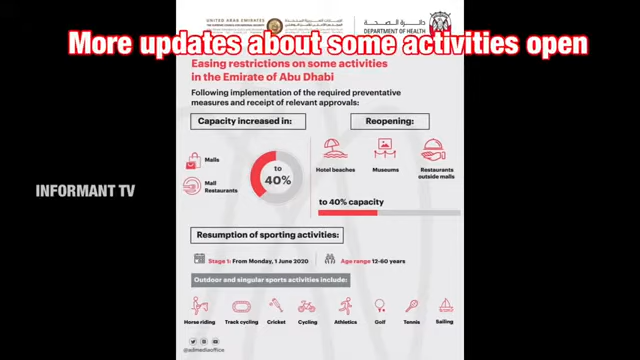 UNITED ARAB EMIRATES
DEPARTMENT OF HEALTH
More updates about some activities open
Easing restrictions on some activities
in the Emirate of Abu Dhabi
Following implementation of the required preventative
measures and receipt of relevant approvals:
Capacity increased in:
Malls
Mall
Restaurants
to
40%
Reopening:
Hotel beaches
Museums
Restaurants
outside malls
to 40% capacity
INFORMANT TV
Resumption of sporting activities:
Stage 1: From Monday, 1 June 2020
Age range 12-60 years
Outdoor and singular sports activities include:
Horse riding
Track cycling
Cricket
Cycling
Athletics
Golf
Tennis
Sailing
@admediaoffice